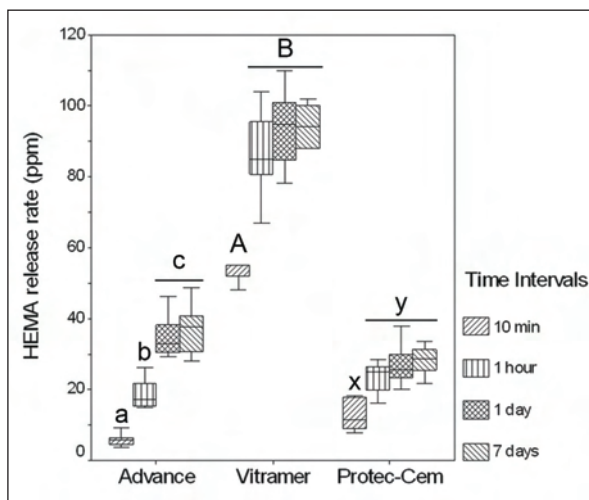 HEMA release rate (ppm)
120
100
80
60
40
20
0
a
b
c
A
B
x
y
Advance
Vitramer
Protec-Cem
Time Intervals
10 min
1 hour
1 day
7 days